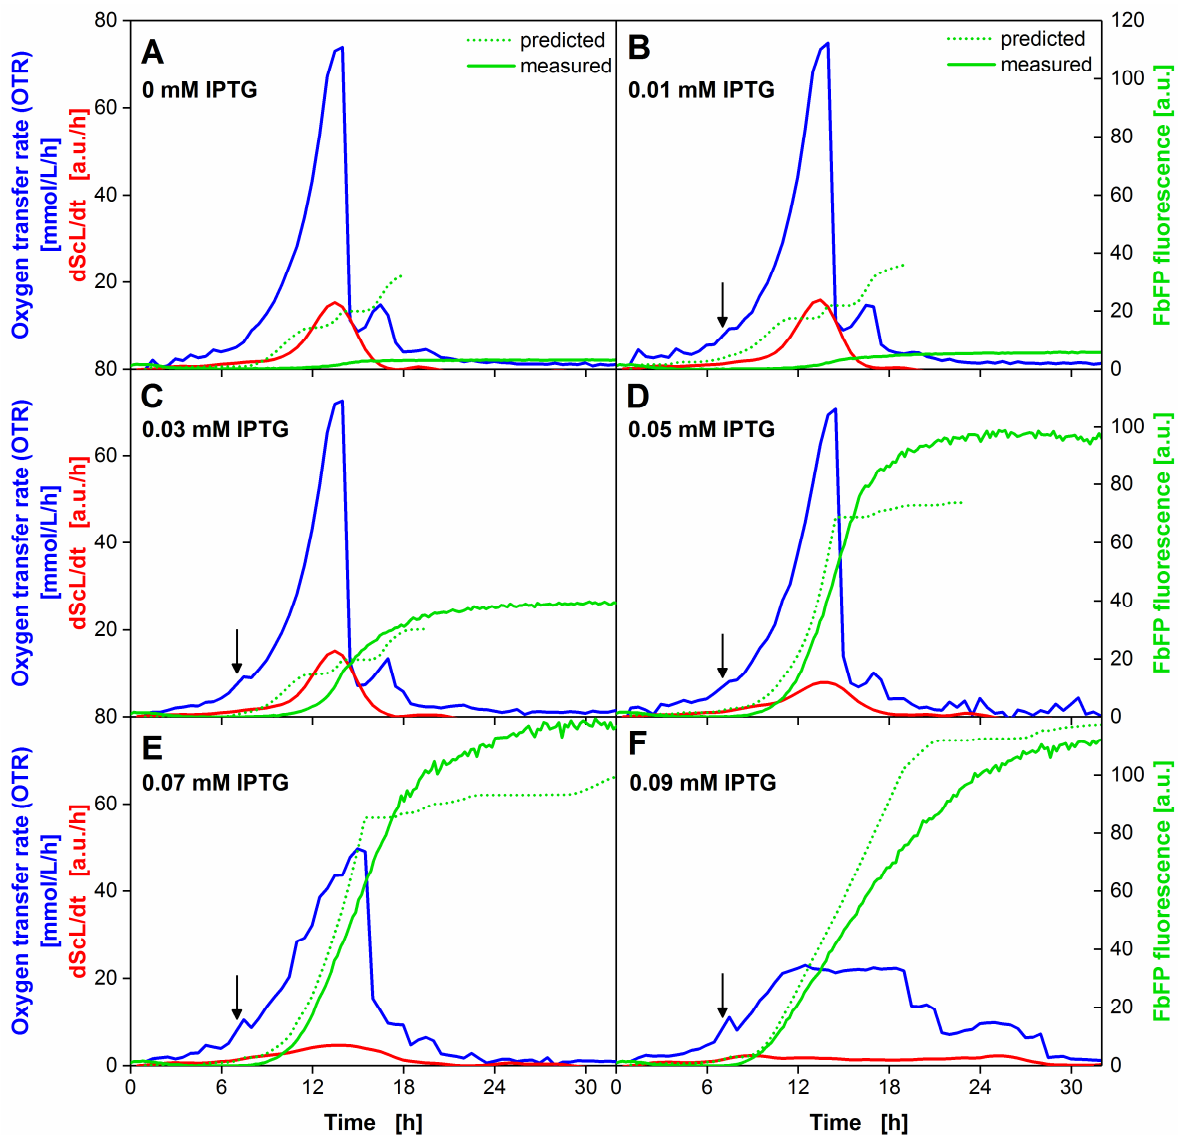 A
0 mM IPTG
predicted
measured
B
0.01 mM IPTG
predicted
measured
80
60
40
20
80
120
100
80
60
40
20
0
Oxygen transfer rate (OTR)
[mmol/L/h]
dScL/dt [a.u./h]
FbFP fluorescence [a.u.]
C
0.03 mM IPTG
D
0.05 mM IPTG
60
40
20
80
100
80
60
40
20
0
Oxygen transfer rate (OTR)
[mmol/L/h]
dScL/dt [a.u./h]
FbFP fluorescence [a.u.]
E
0.07 mM IPTG
F
0.09 mM IPTG
60
40
20
0
100
80
60
40
20
0
Oxygen transfer rate (OTR)
[mmol/L/h]
dScL/dt [a.u./h]
FbFP fluorescence [a.u.]
0 6 12 18 24 30 0 6 12 18 24 30
Time [h] Time [h]